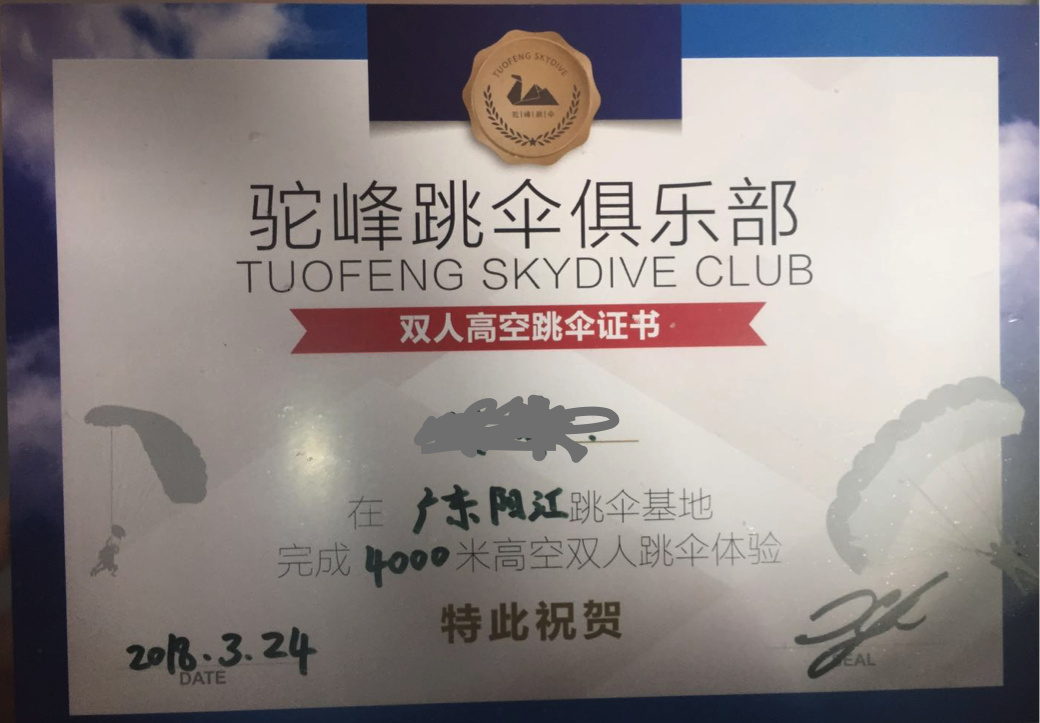 TUOFENG SKYDIVE
驼|峰|跳|伞
驼峰跳伞俱乐部
TUOFENG SKYDIVE CLUB
双人高空跳伞证书
在 广东阳江跳伞基地
完成 4000米高空双人跳伞体验
特此祝贺
2018.3.24
DATE
EAL